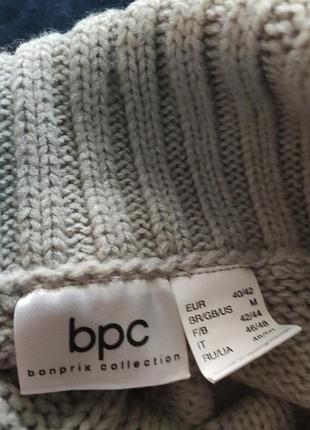 bpc
bonprix collection
EUR 40/42
BR/GB/US M
F/B 42/44
IT 46/48
RU/UA